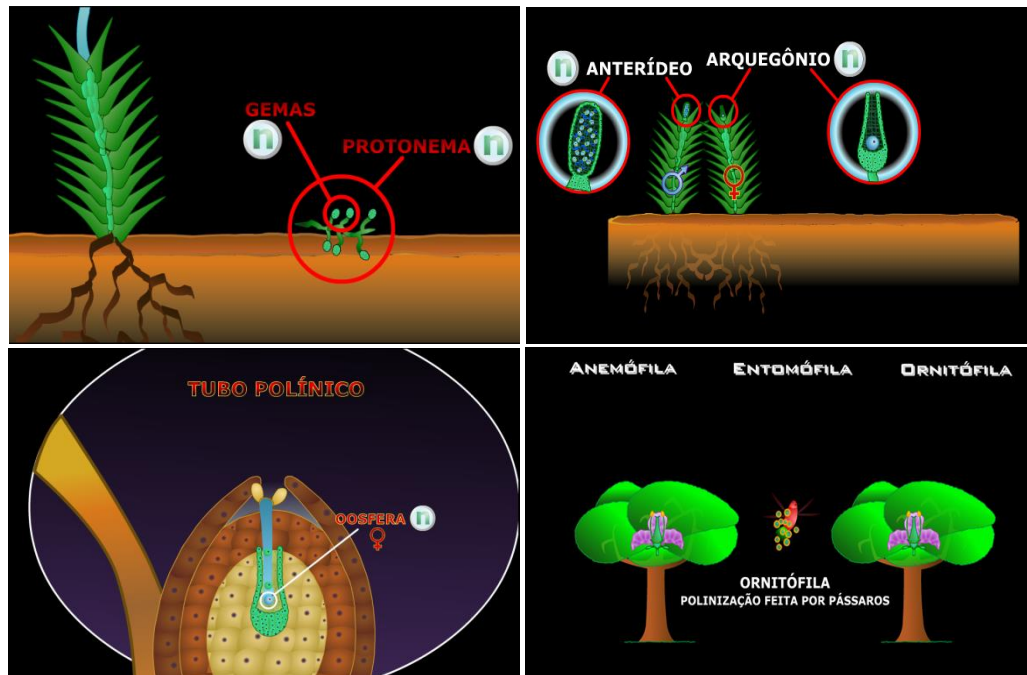 GEMAS
n
PROTONEMA n
n ANTERÍDEO
ARQUEGÔNIO n
TUBO POLÍNICO
OOSFERA n
ANEMÓFILA ENTOMÓFILA ORNITÓFILA
ORNITÓFILA
POLINIZAÇÃO FEITA POR PÁSSAROS